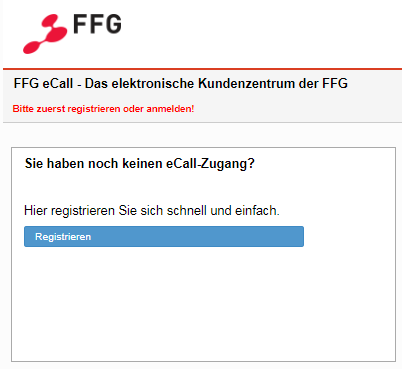 FFG
FFG eCall - Das elektronische Kundenzentrum der FFG
Bitte zuerst registrieren oder anmelden!
Sie haben noch keinen eCall-Zugang?
Hier registrieren Sie sich schnell und einfach.
Registrieren